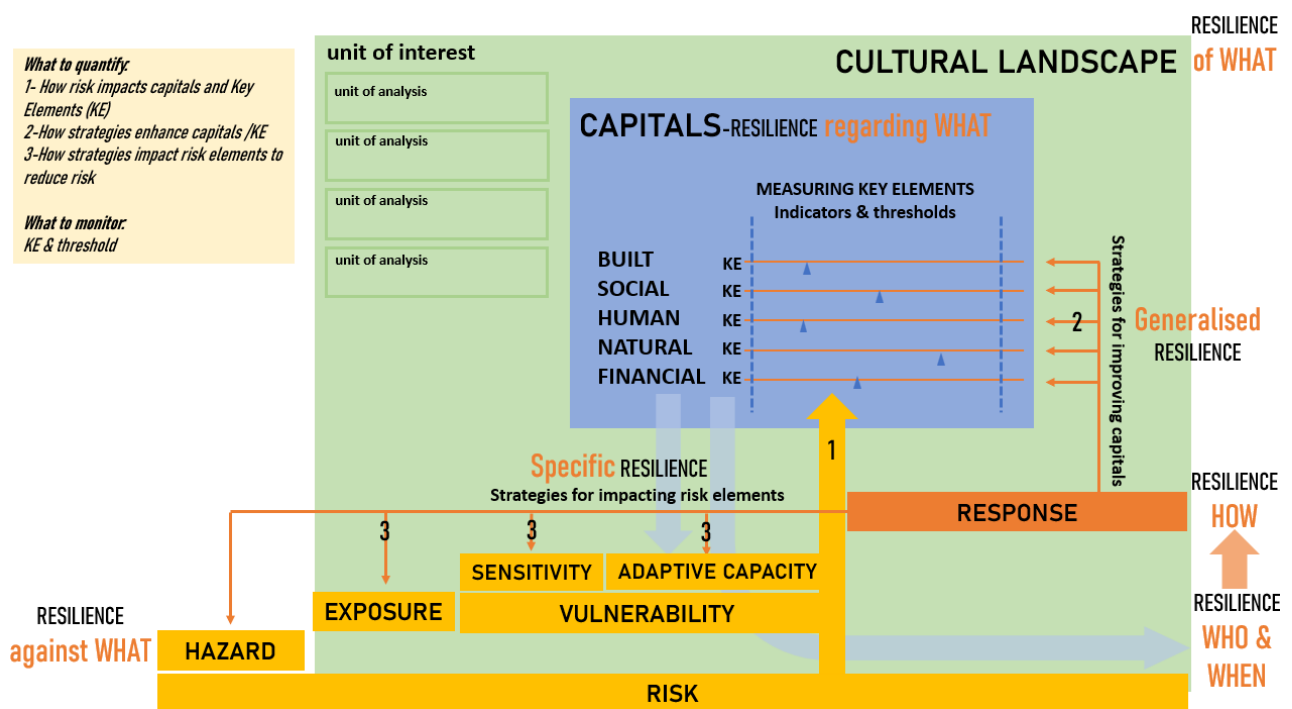 What to quantify:
1- How risk impacts capitals and Key
Elements (KE)
2-How strategies enhance capitals /KE
3-How strategies impact risk elements to
reduce risk
What to monitor:
KE & threshold
unit of interest
unit of analysis
unit of analysis
unit of analysis
unit of analysis
CULTURAL LANDSCAPE
RESILIENCE
of WHAT
CAPITALS-RESILIENCE regarding WHAT
MEASURING KEY ELEMENTS
Indicators & thresholds
BUILT KE
SOCIAL KE
HUMAN KE
NATURAL KE
FINANCIAL KE
2
Strategies for improving capitals
Generalised
RESILIENCE
1
Specific RESILIENCE
Strategies for impacting risk elements
3
3
3
RESPONSE
RESILIENCE
HOW
SENSITIVITY
ADAPTIVE CAPACITY
EXPOSURE
VULNERABILITY
RESILIENCE
WHO &
WHEN
RESILIENCE
against WHAT
HAZARD
RISK